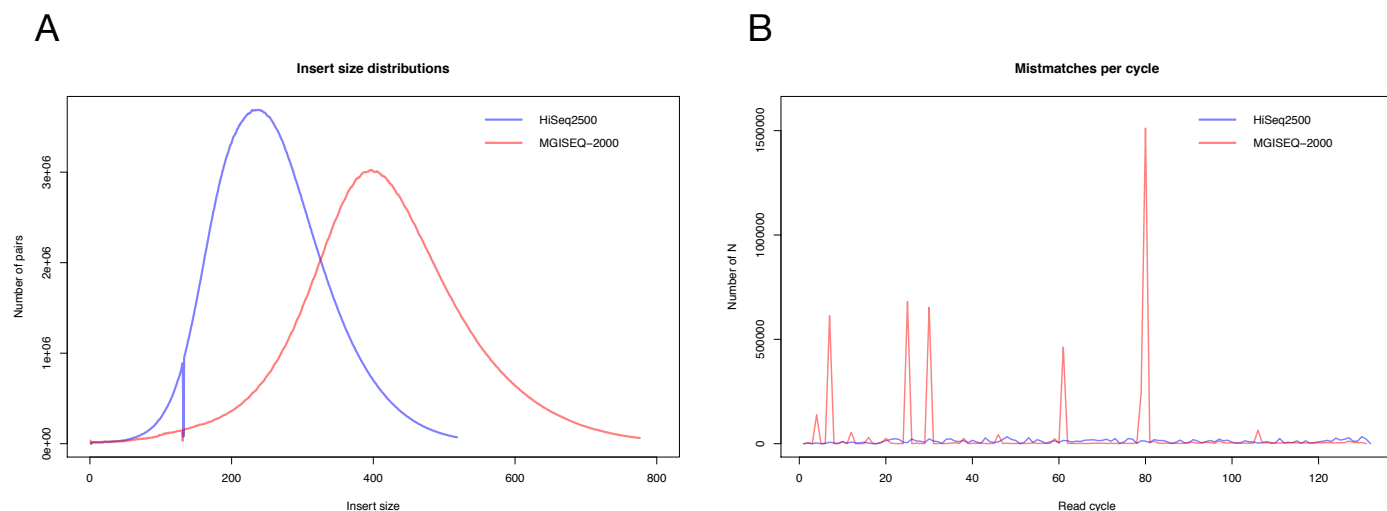 A
Insert size distributions
HiSeq2500
MGISEQ-2000
Number of pairs
0e+00
1e+06
2e+06
3e+06
0
200
400
600
800
Insert size
B
Mistmatches per cycle
HiSeq2500
MGISEQ-2000
Number of N
0
500000
1000000
1500000
0
20
40
60
80
100
120
Read cycle